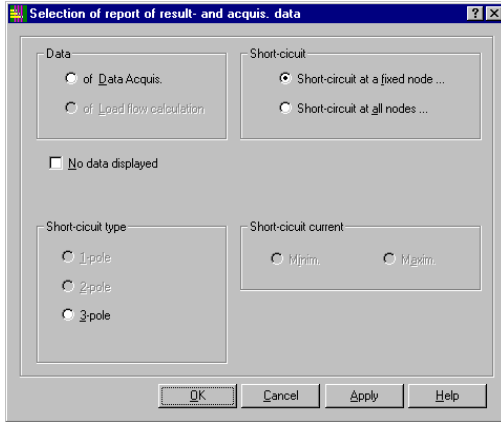 Selection of report of result- and acquis. data
Data
of Data Acquis.
of Load flow calculation
Short-cicuit
Short-circuit at a fixed node ...
Short-circuit at all nodes ...
No data displayed
Short-cicuit type
1-pole
2-pole
3-pole
Short-cicuit current
Minim.
Maxim.
OK
Cancel
Apply
Help